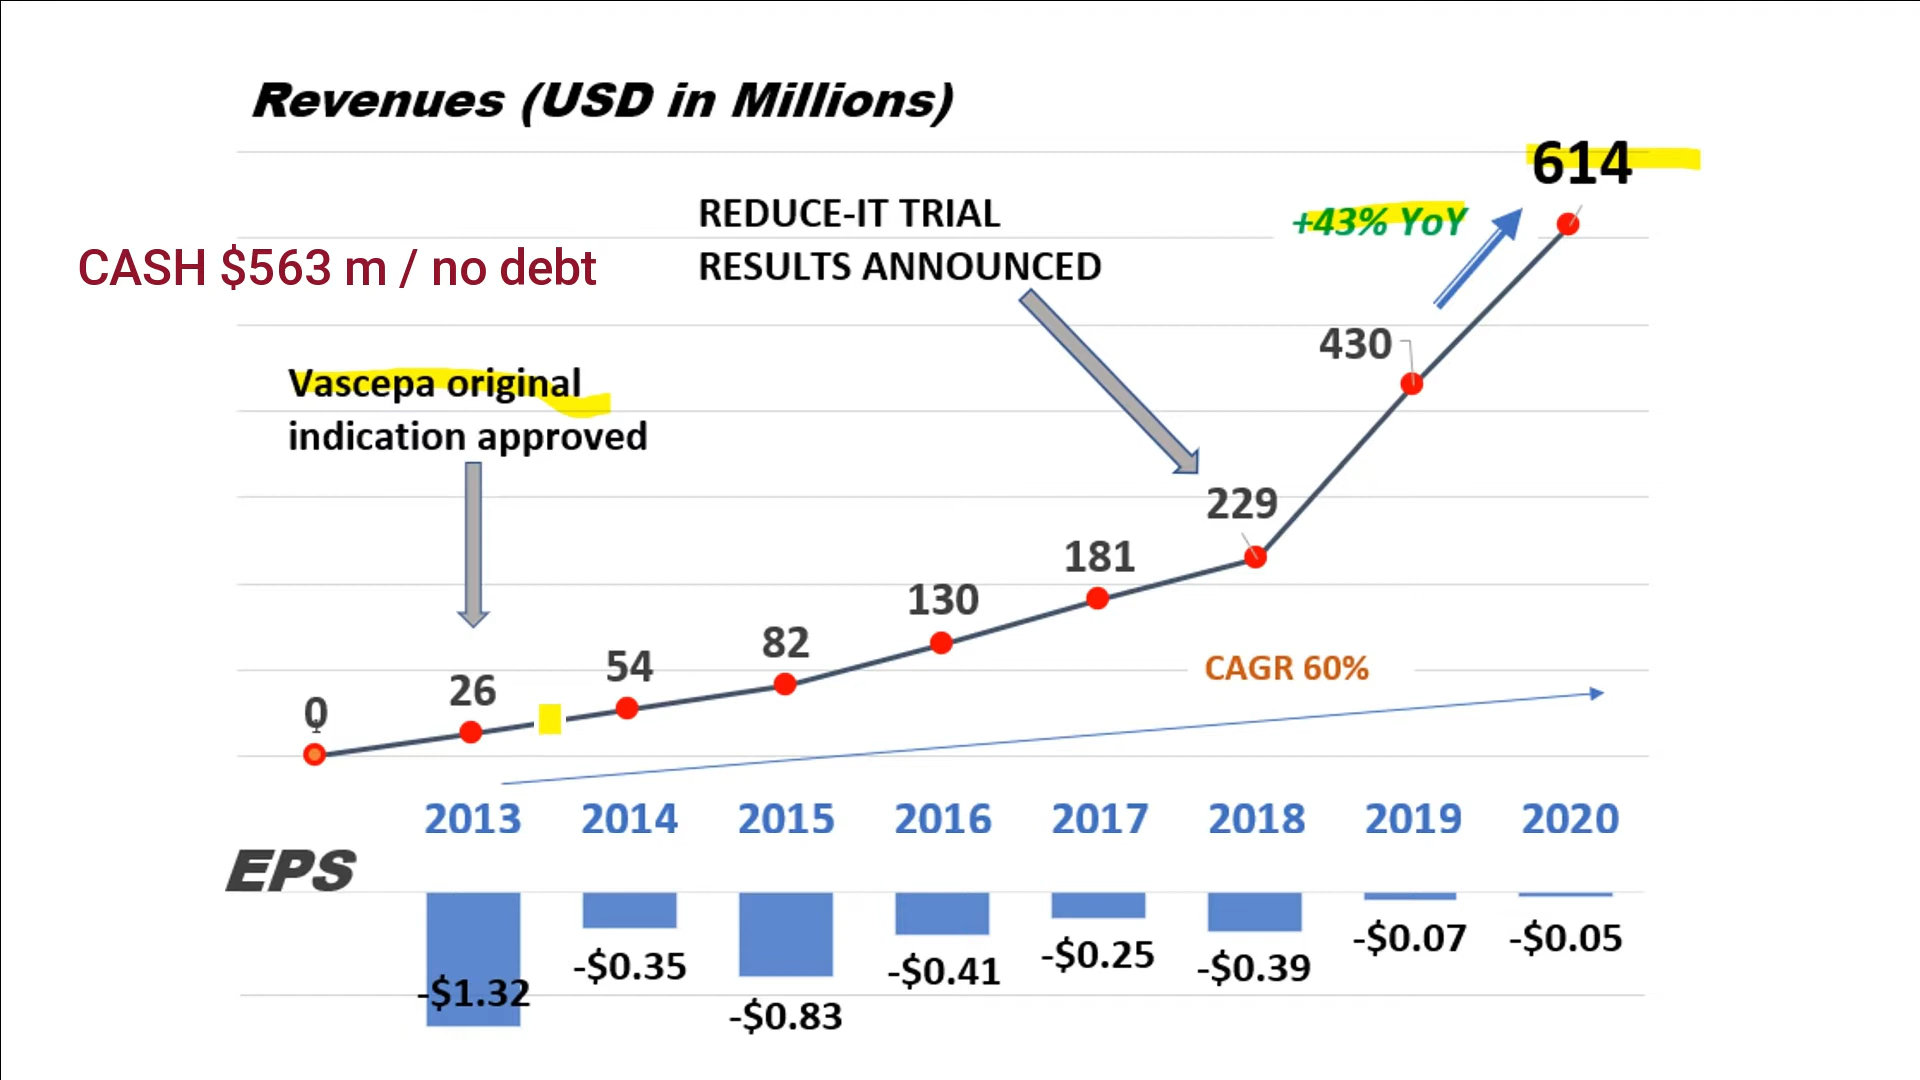 Revenues (USD in Millions)
614
REDUCE-IT TRIAL
RESULTS ANNOUNCED
+43% YoY
CASH $563 m / no debt
430
Vascepa original
indication approved
229
181
130
82
54
26
0
CAGR 60%
2013 2014 2015 2016 2017 2018 2019 2020
EPS
-$1.32 -$0.35 -$0.83 -$0.41 -$0.25 -$0.39 -$0.07 -$0.05